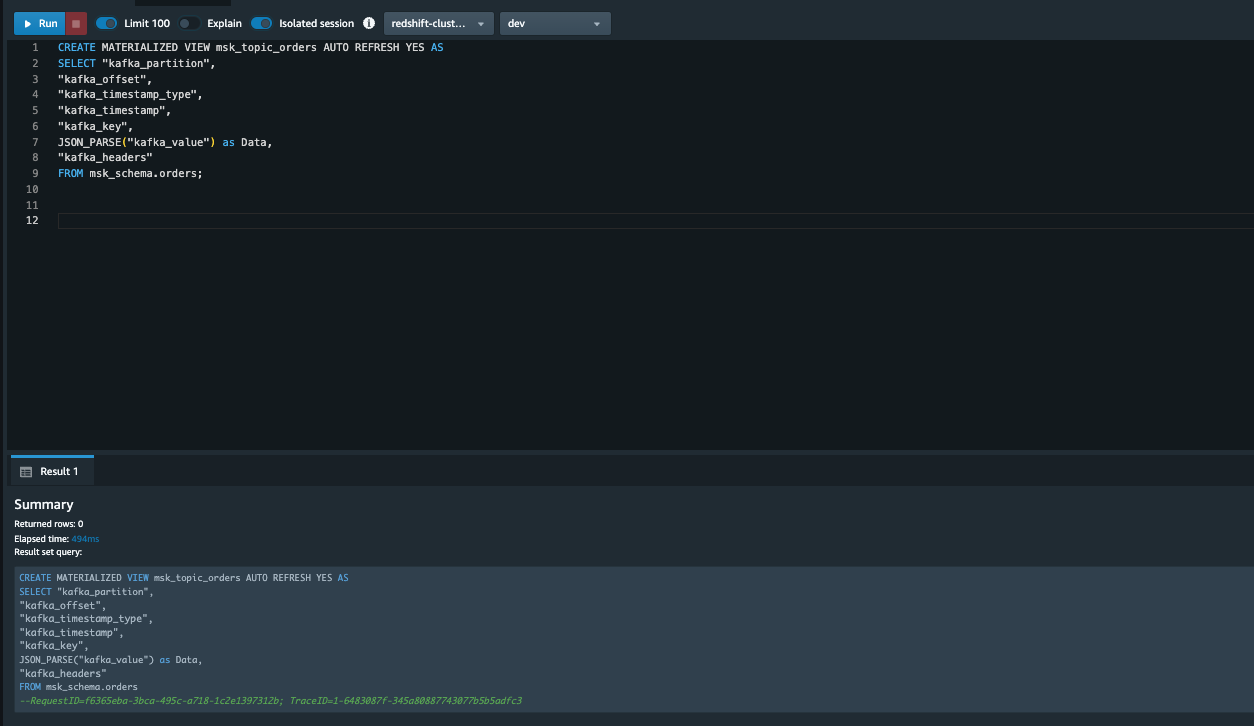 Run Limit 100 Explain Isolated session i redshift-clust... dev
1 CREATE MATERIALIZED VIEW msk_topic_orders AUTO REFRESH YES AS
2 SELECT "kafka_partition",
3 "kafka_offset",
4 "kafka_timestamp_type",
5 "kafka_timestamp",
6 "kafka_key",
7 JSON_PARSE("kafka_value") as Data,
8 "kafka_headers"
9 FROM msk_schema.orders;
10
11
12
Result 1
Summary
Returned rows: 0
Elapsed time: 494ms
Result set query:
CREATE MATERIALIZED VIEW msk_topic_orders AUTO REFRESH YES AS
SELECT "kafka_partition",
"kafka_offset",
"kafka_timestamp_type",
"kafka_timestamp",
"kafka_key",
JSON_PARSE("kafka_value") as Data,
"kafka_headers"
FROM msk_schema.orders
--RequestID=f6365eba-3bca-495c-a718-1c2e1397312b; TraceID=1-6483087f-345a80887743077b5b5adfc3